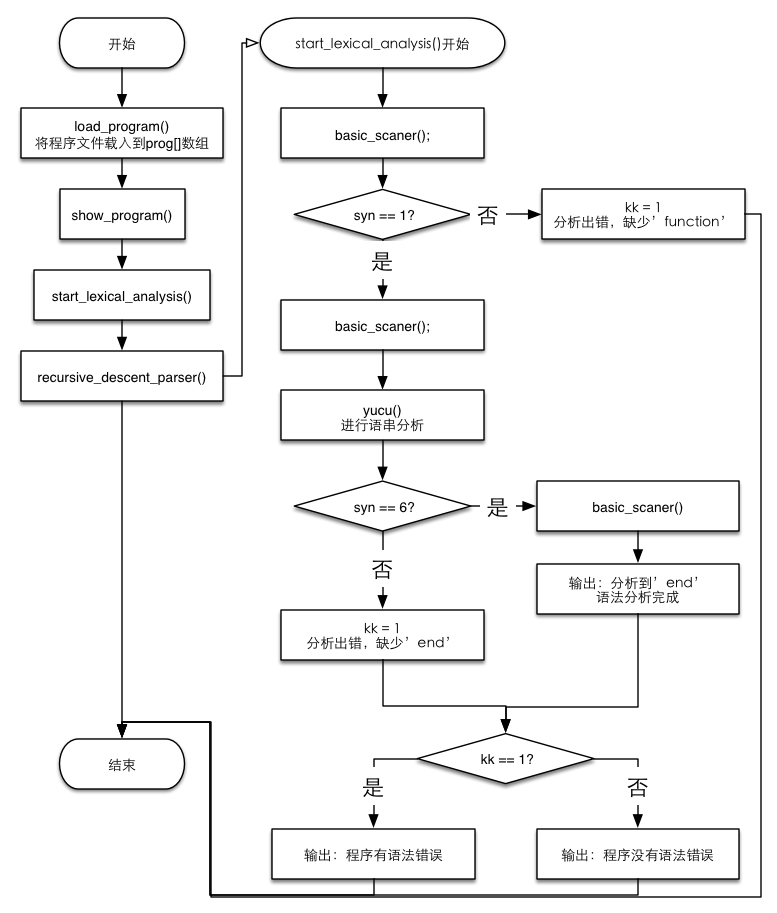 开始
load_program()
将程序文件载入到prog[]数组
show_program()
start_lexical_analysis()
recursive_descent_parser()
结束
start_lexical_analysis()开始
basic_scaner();
syn == 1?
否
kk = 1
分析出错，缺少’function’
是
basic_scaner();
yucu()
进行语串分析
syn == 6?
是
basic_scaner()
输出：分析到’end’
语法分析完成
否
kk = 1
分析出错，缺少’end’
kk == 1?
是
否
输出：程序有语法错误
输出：程序没有语法错误